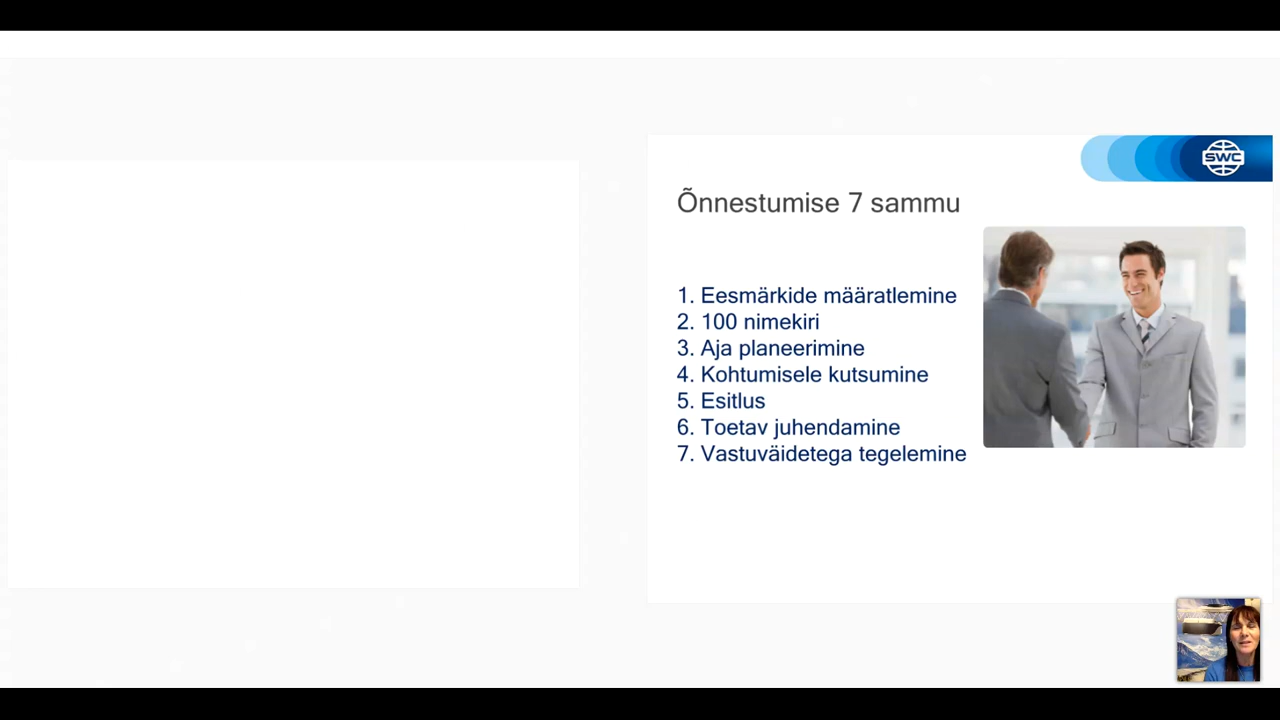 SWC
Õnnestumise 7 sammu
1. Eesmärkide määratlemine
2. 100 nimekiri
3. Aja planeerimine
4. Kohtumisele kutsumine
5. Esitlus
6. Toetav juhendamine
7. Vastuväidetega tegelemine